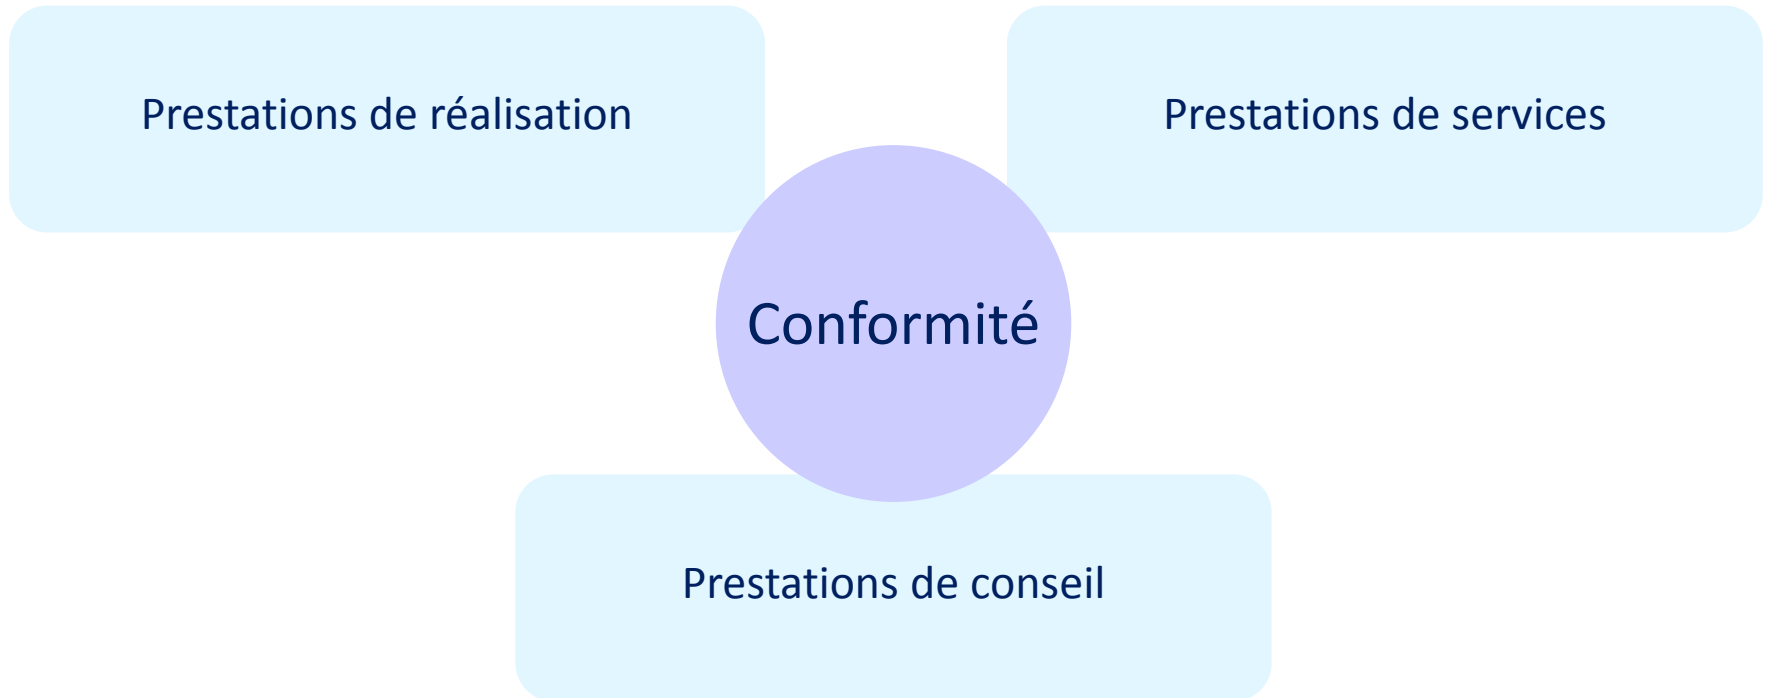 Prestations de réalisation
Prestations de services
Conformité
Prestations de conseil